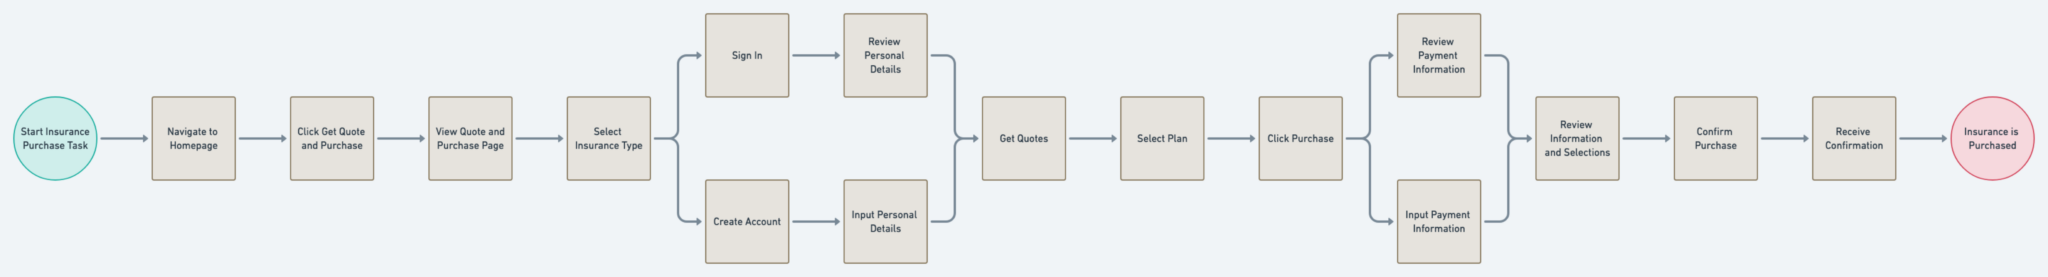 Start Insurance
Purchase Task
Navigate to
Homepage
Click Get Quote
and Purchase
View Quote and
Purchase Page
Select
Insurance Type
Sign In
Review
Personal
Details
Create Account
Input Personal
Details
Get Quotes
Select Plan
Click Purchase
Review
Payment
Information
Input Payment
Information
Review
Information
and Selections
Confirm
Purchase
Receive
Confirmation
Insurance is
Purchased